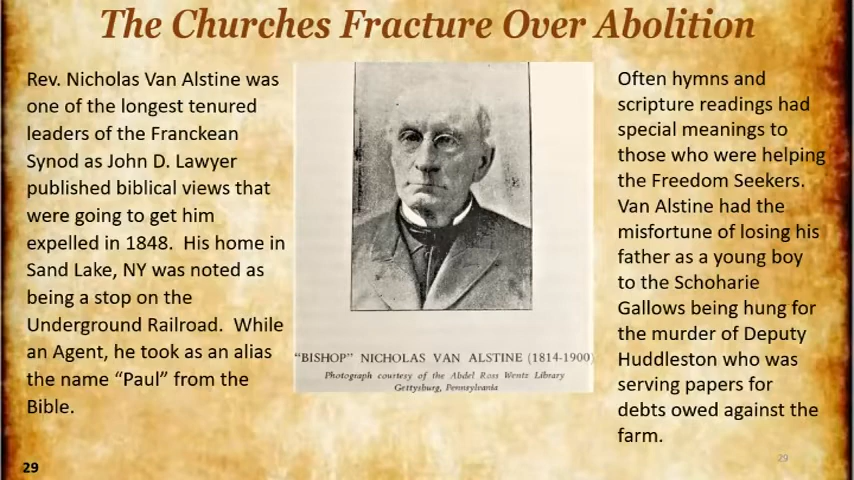 The Churches Fracture Over Abolition
Rev. Nicholas Van Alstine was
one of the longest tenured
leaders of the Franckean
Synod as John D. Lawyer
published biblical views that
were going to get him
expelled in 1848.  His home in
Sand Lake, NY was noted as
being a stop on the
Underground Railroad.  While
an Agent, he took as an alias
the name “Paul” from the
Bible.
"BISHOP" NICHOLAS VAN ALSTINE (1814-1900)
Photograph courtesy of the Abdel Ross Wentz Library
Gettysburg, Pennsylvania
Often hymns and
scripture readings had
special meanings to
those who were helping
the Freedom Seekers.
Van Alstine had the
misfortune of losing his
father as a young boy
to the Schoharie
Gallows being hung for
the murder of Deputy
Huddleston who was
serving papers for
debts owed against the
farm.
29
29